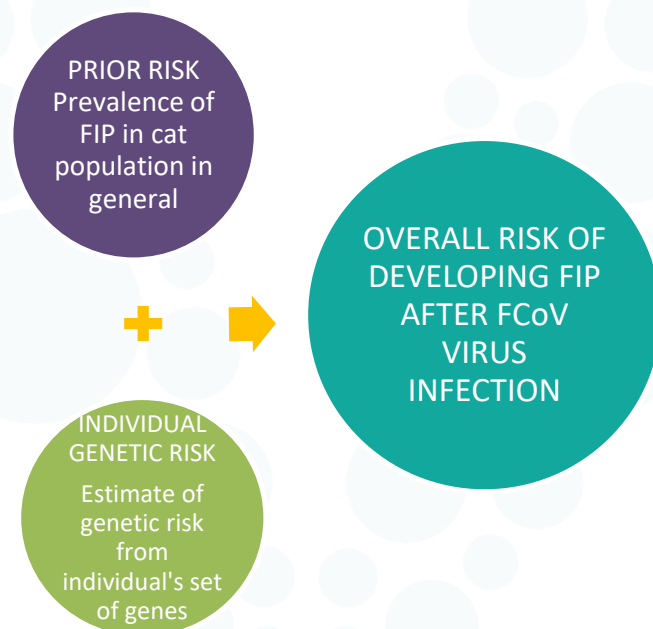 PRIOR RISK
Prevalence of
FIP in cat
population in
general
OVERALL RISK OF
DEVELOPING FIP
AFTER FCoV
VIRUS
INFECTION
INDIVIDUAL
GENETIC RISK
Estimate of
genetic risk
from
individual's set
of genes